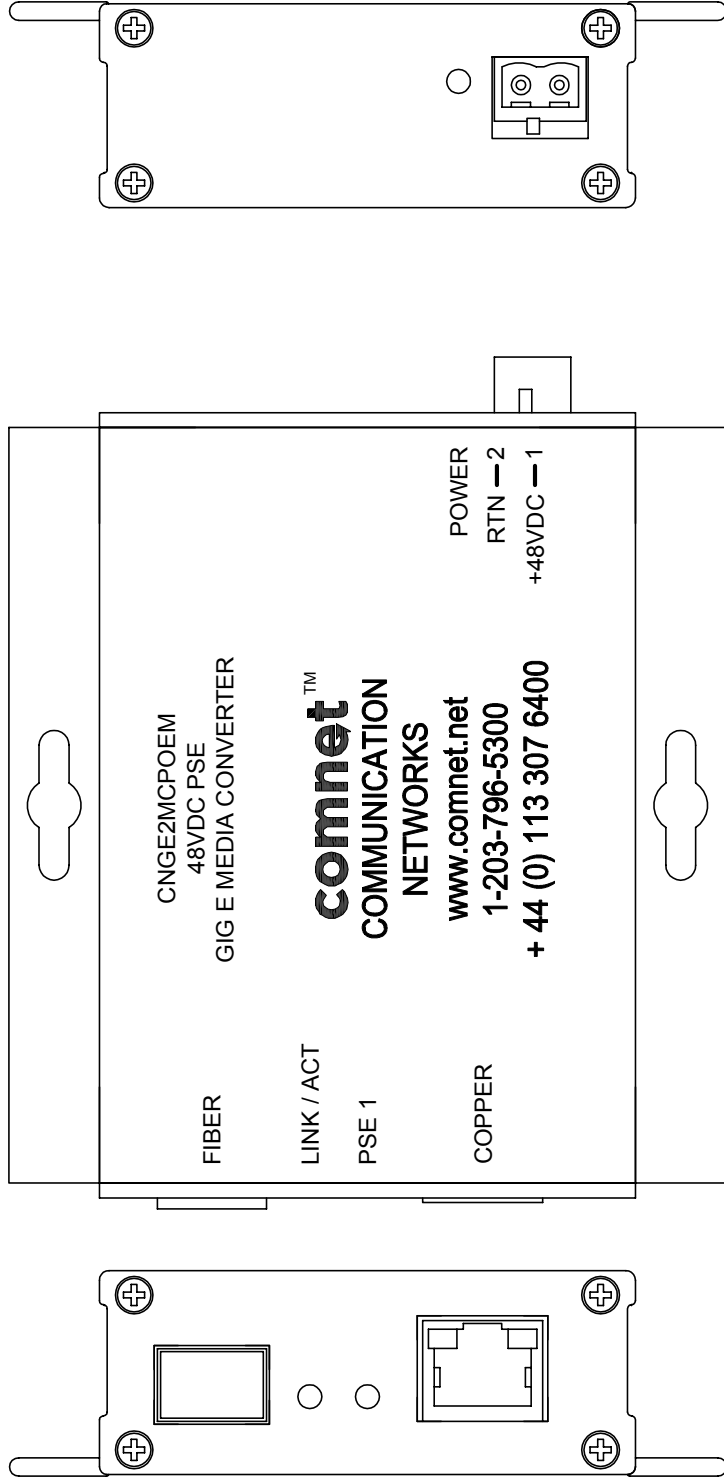 CNGE2MCPOEM
48VDC PSE
GIG E MEDIA CONVERTER
FIBER
LINK / ACT
PSE 1
COPPER
comnet™
COMMUNICATION
NETWORKS
www.comnet.net
1-203-796-5300
+ 44 (0) 113 307 6400
POWER
RTN — 2
+48VDC — 1